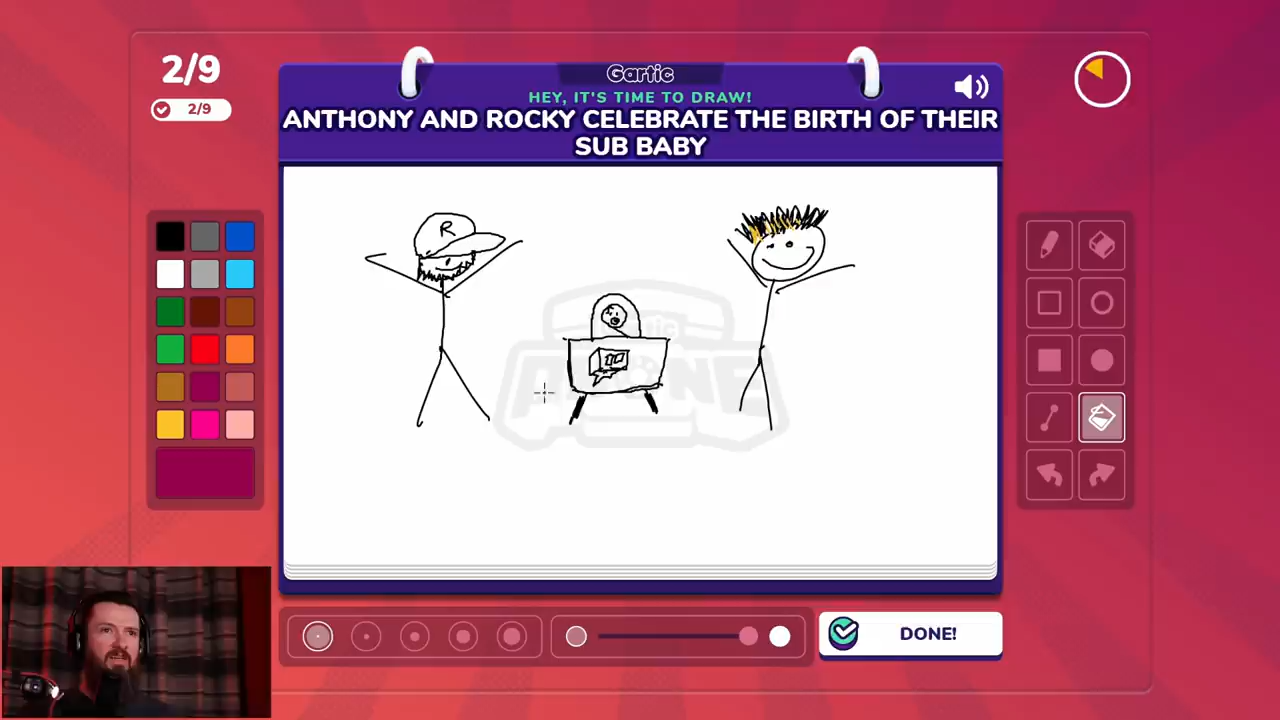 2/9
2/9
Gartic
HEY, IT'S TIME TO DRAW!
ANTHONY AND ROCKY CELEBRATE THE BIRTH OF THEIR
SUB BABY
R
DONE!